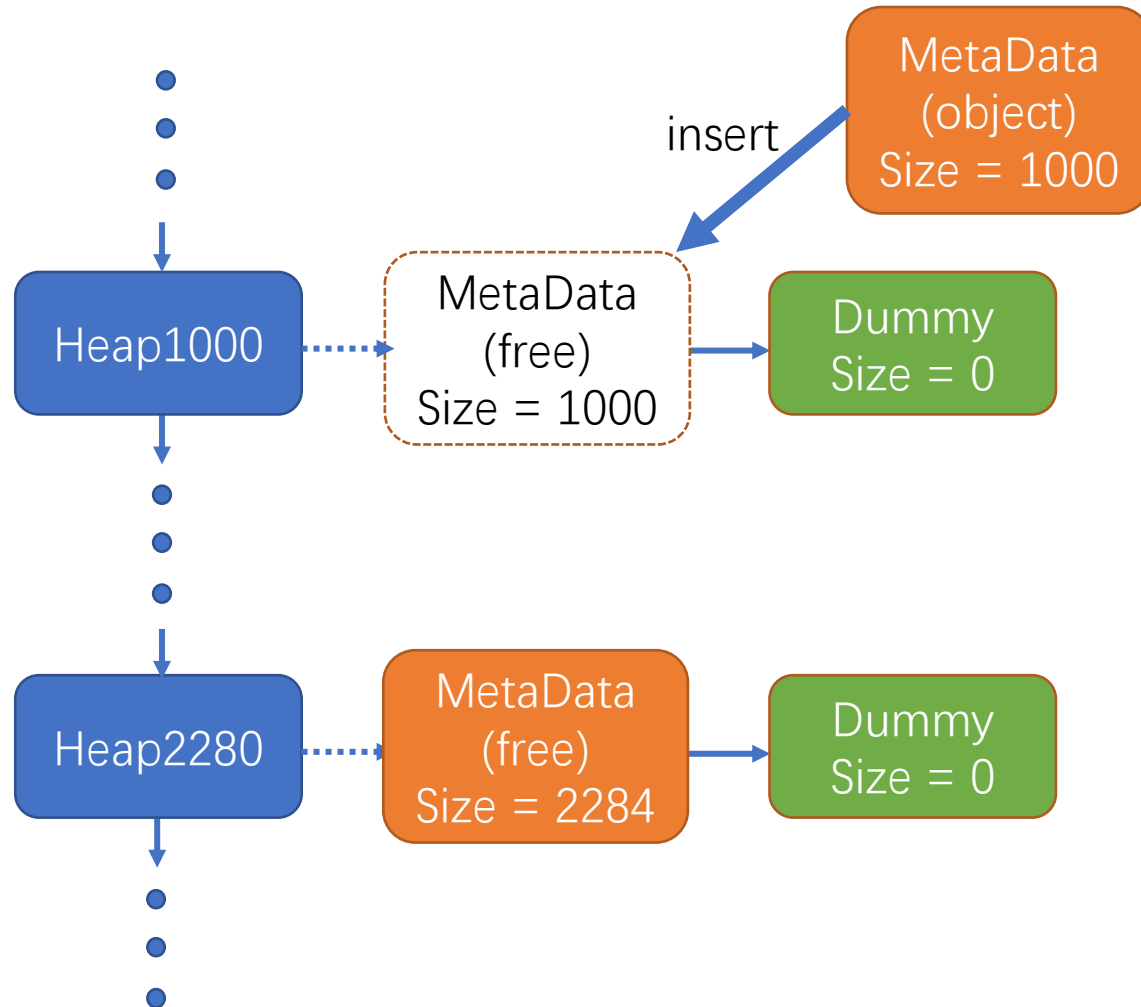 MetaData
(object)
Size = 1000
insert
Heap1000
MetaData
(free)
Size = 1000
Dummy
Size = 0
Heap2280
MetaData
(free)
Size = 2284
Dummy
Size = 0